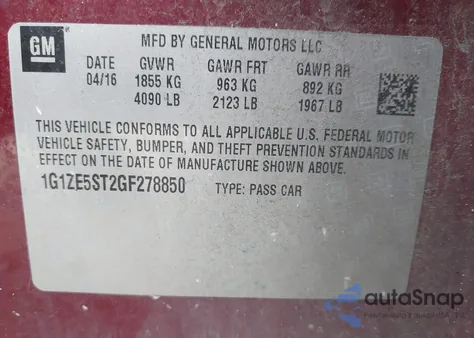 GM
MFD BY GENERAL MOTORS LLC
DATE GVWR GAWR FRT GAWR RR
04/16 1855 KG 963 KG 892 KG
4090 LB 2123 LB 1967 LB
THIS VEHICLE CONFORMS TO ALL APPLICABLE U.S. FEDERAL MOTOR
VEHICLE SAFETY, BUMPER, AND THEFT PREVENTION STANDARDS IN
EFFECT ON THE DATE OF MANUFACTURE SHOWN ABOVE.
1G1ZE5ST2GF278850 TYPE: PASS CAR
autoSnap